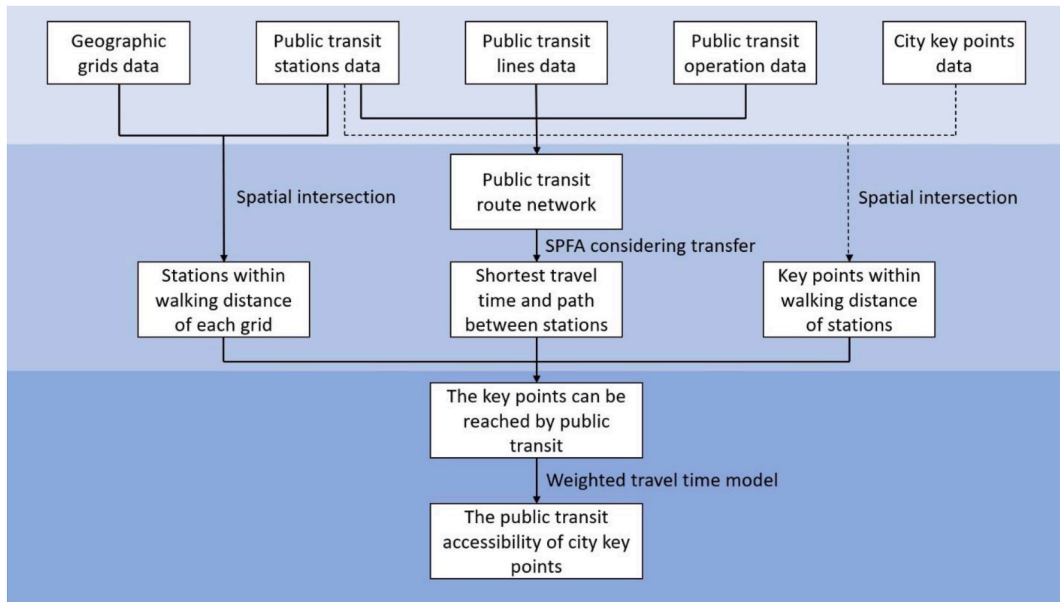 Geographic
grids data
Public transit
stations data
Public transit
lines data
Public transit
operation data
City key points
data
Public transit
route network
Spatial intersection
Spatial intersection
SPFA considering transfer
Stations within
walking distance
of each grid
Shortest travel
time and path
between stations
Key points within
walking distance
of stations
The key points can be
reached by public
transit
Weighted travel time model
The public transit
accessibility of city key
points